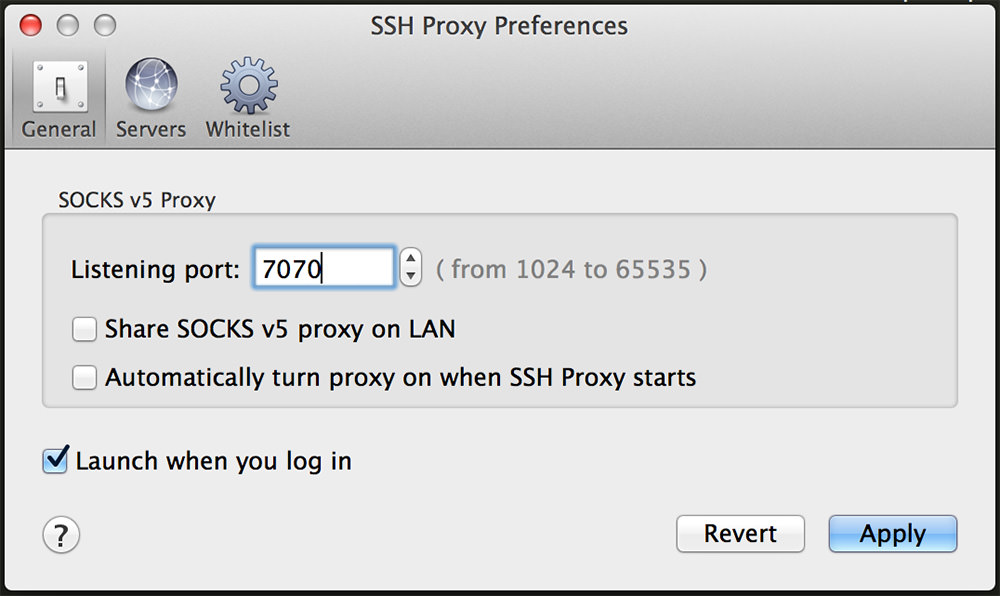 SSH Proxy Preferences
General Servers Whitelist
SOCKS v5 Proxy
Listening port: 7070 ( from 1024 to 65535 )
Share SOCKS v5 proxy on LAN
Automatically turn proxy on when SSH Proxy starts
Launch when you log in
? Revert Apply